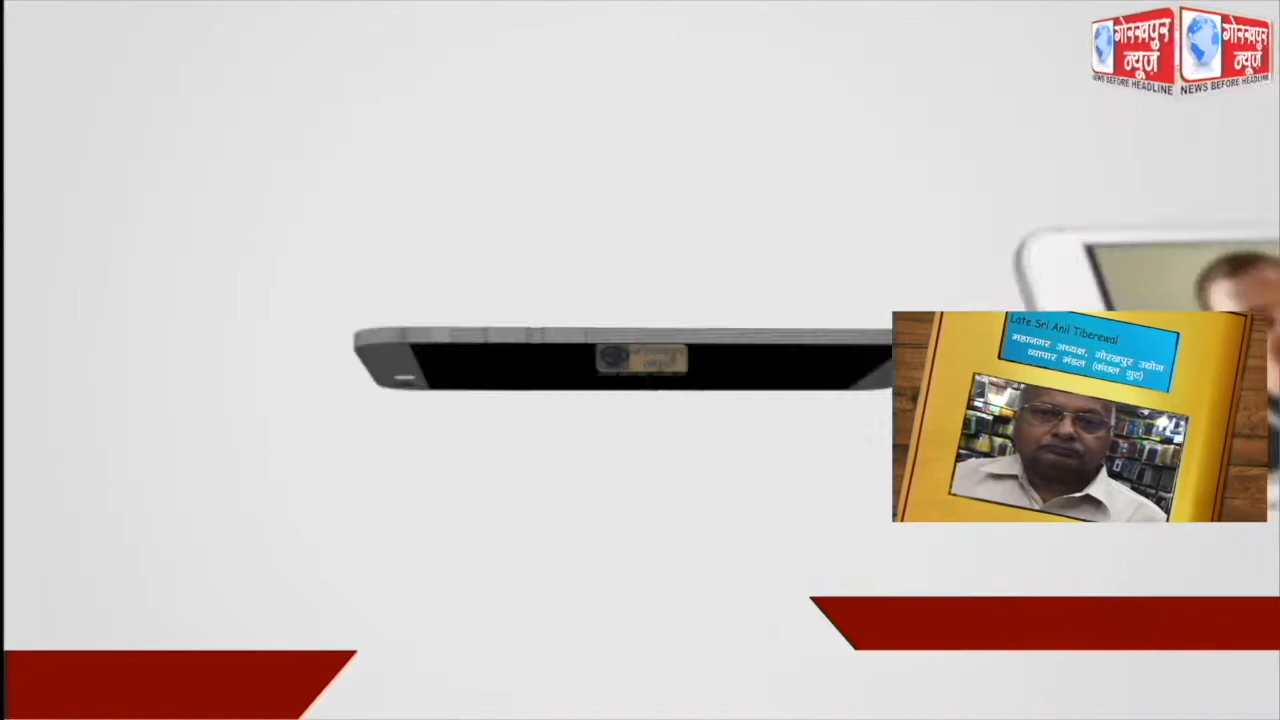 गोरखपुर
न्यूज़
NEWS BEFORE HEADLINE
गोरखपुर
न्यूज़
NEWS BEFORE HEADLINE
Late Sri Anil Tiberewal
महानगर अध्यक्ष, गोरखपुर उद्योग
व्यापार मंडल (कंछल गुट)